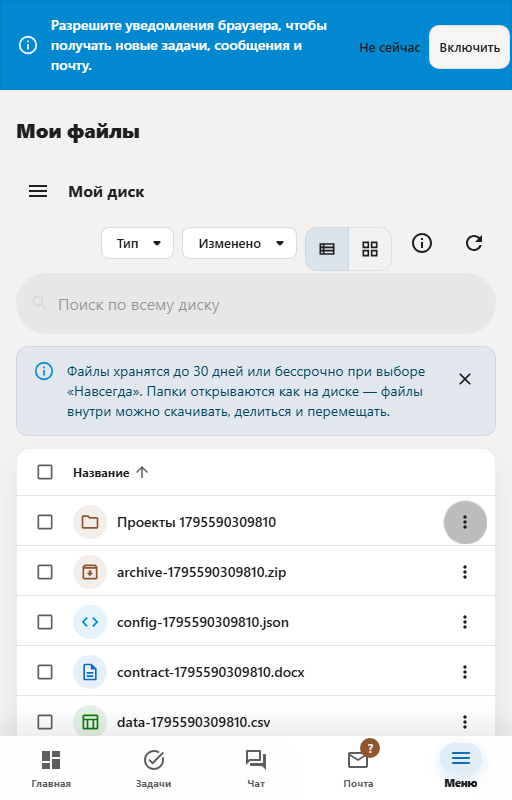 Разрешите уведомления браузера, чтобы
получать новые задачи, сообщения и
почту.
Не сейчас
Включить
Мои файлы
Мой диск
Тип
Изменено
Поиск по всему диску
Файлы хранятся до 30 дней или бессрочно при выборе
«Навсегда». Папки открываются как на диске — файлы
внутри можно скачивать, делиться и перемещать.
Название
Проекты 1795590309810
archive-1795590309810.zip
config-1795590309810.json
contract-1795590309810.docx
data-1795590309810.csv
?
Главная
Задачи
Чат
Почта
Меню